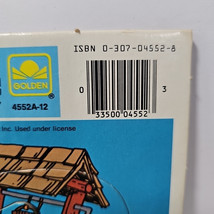 ISBN 0-307-04552-8
GOLDEN
4552A-12
0 33500 04552 3
Inc. Used under license